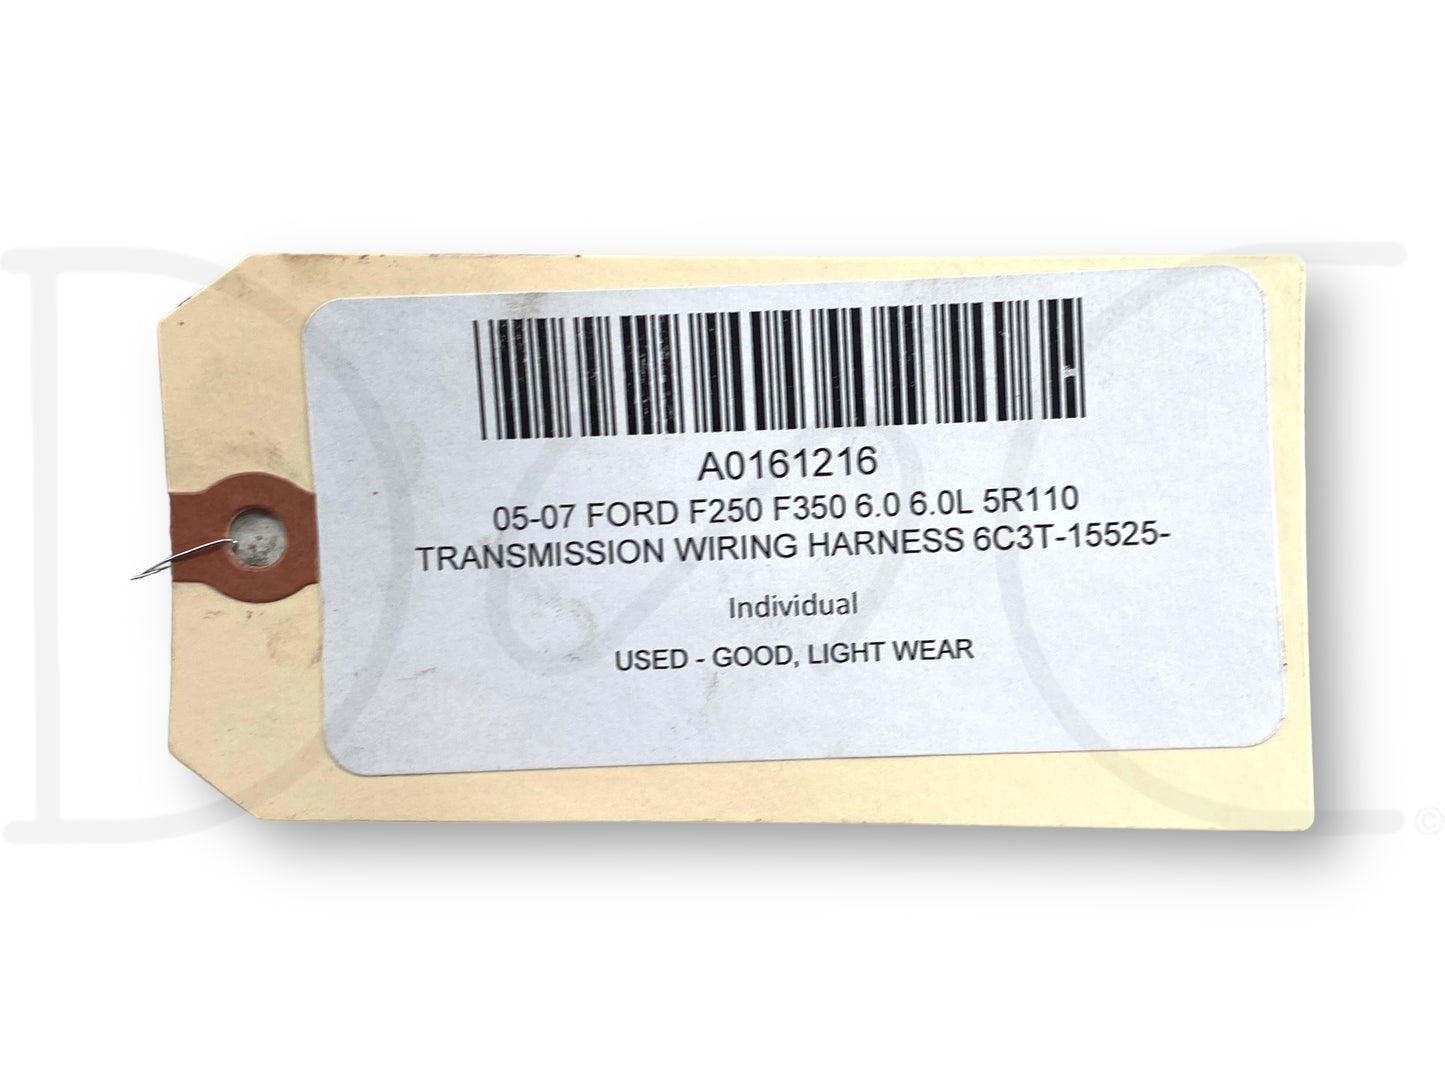 A0161216
05-07 FORD F250 F350 6.0 6.0L 5R110
TRANSMISSION WIRING HARNESS 6C3T-15525-
Individual
USED - GOOD, LIGHT WEAR
©